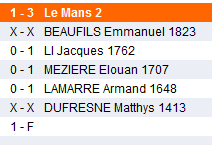 1 - 3 Le Mans 2
X - X BEAUFILS Emmanuel 1823
0 - 1 LI Jacques 1762
0 - 1 MEZIERE Elouan 1707
0 - 1 LAMARRE Armand 1648
X - X DUFRESNE Matthys 1413
1 - F